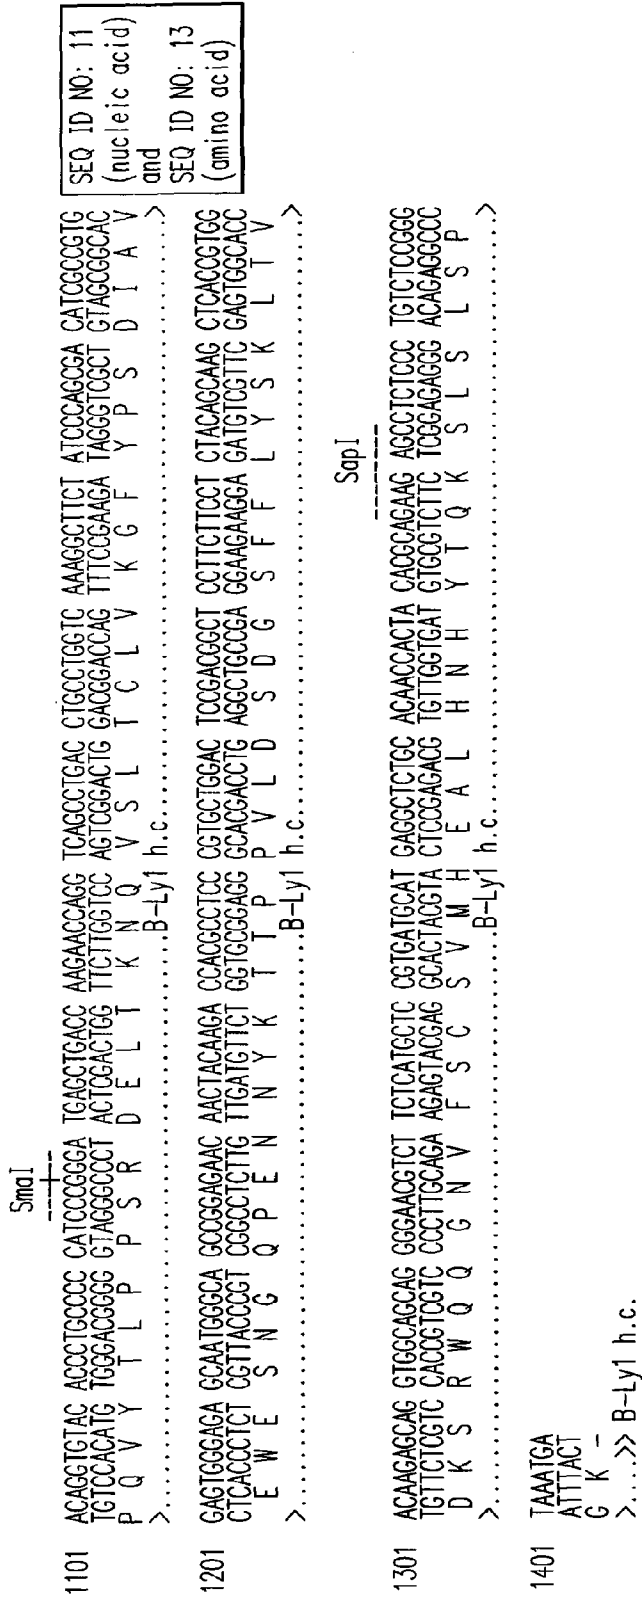 SEQ ID NO: 11
(nucleic acid)
and
SEQ ID NO: 13
(amino acid)
SmaI
1101 ACAGGTGTAC ACCCTGCCCC CATCCCGGGA TGAGCTGACC AAGAACCAGG TCAGCCTGAC CTGCCTGGTC AAAGGCTTCT ATCCCAGCGA CATCGCCGTG
TGTCCACATG TGGGACGGGG GTAGGGCCCT ACTCGACTGG TTCTTGGTCC AGTCGGACTG GACGGACCAG TTTCCGAAGA TAGGGTCGCT GTAGCGGCAC
P Q V Y T L P P S R D E L T K N Q V S L T C L V K G F Y P S D I A V
>....................B-Ly1 h.c.....................>
1201 GAGTGGGAGA GCAATGGGCA GCCGGAGAAC AACTACAAGA CCACGCCTCC CGTGCTGGAC TCCGACGGCT CCTTCTTCCT CTACAGCAAG CTCACCGTGG
CTCACCCTCT CGTTACCCGT CGGCCTCTTG TTGATGTTCT GGTGCGGAGG GCACGACCTG AGGCTGCCGA GGAAGAAGGA GATGTCGTTC GAGTGGCACC
E W E S N G Q P E N N Y K T T P P V L D S D G S F F L Y S K L T V
>....................B-Ly1 h.c.....................>
SapI
1301 ACAAGAGCAG GTGGCAGCAG GGGAACGTCT TCTCATGCTC CGTGATGCAT GAGGCTCTGC ACAACCACTA CACGCAGAAG AGCCTCTCCC TGTCTCCGGG
TGTTCTCGTC CACCGTCGTC CCCTTGCAGA AGAGTACGAG GCACTACGTA CTCCGAGACG TGTTGGTGAT GTGCGTCTTC TCGGAGAGGG ACAGAGGCCC
D K S R W Q Q G N V F S C S V M H E A L H N H Y T Q K S L S L S P
>....................B-Ly1 h.c.....................>
1401 TAAATGA
ATTTACT
G K -
>....>> B-Ly1 h.c.